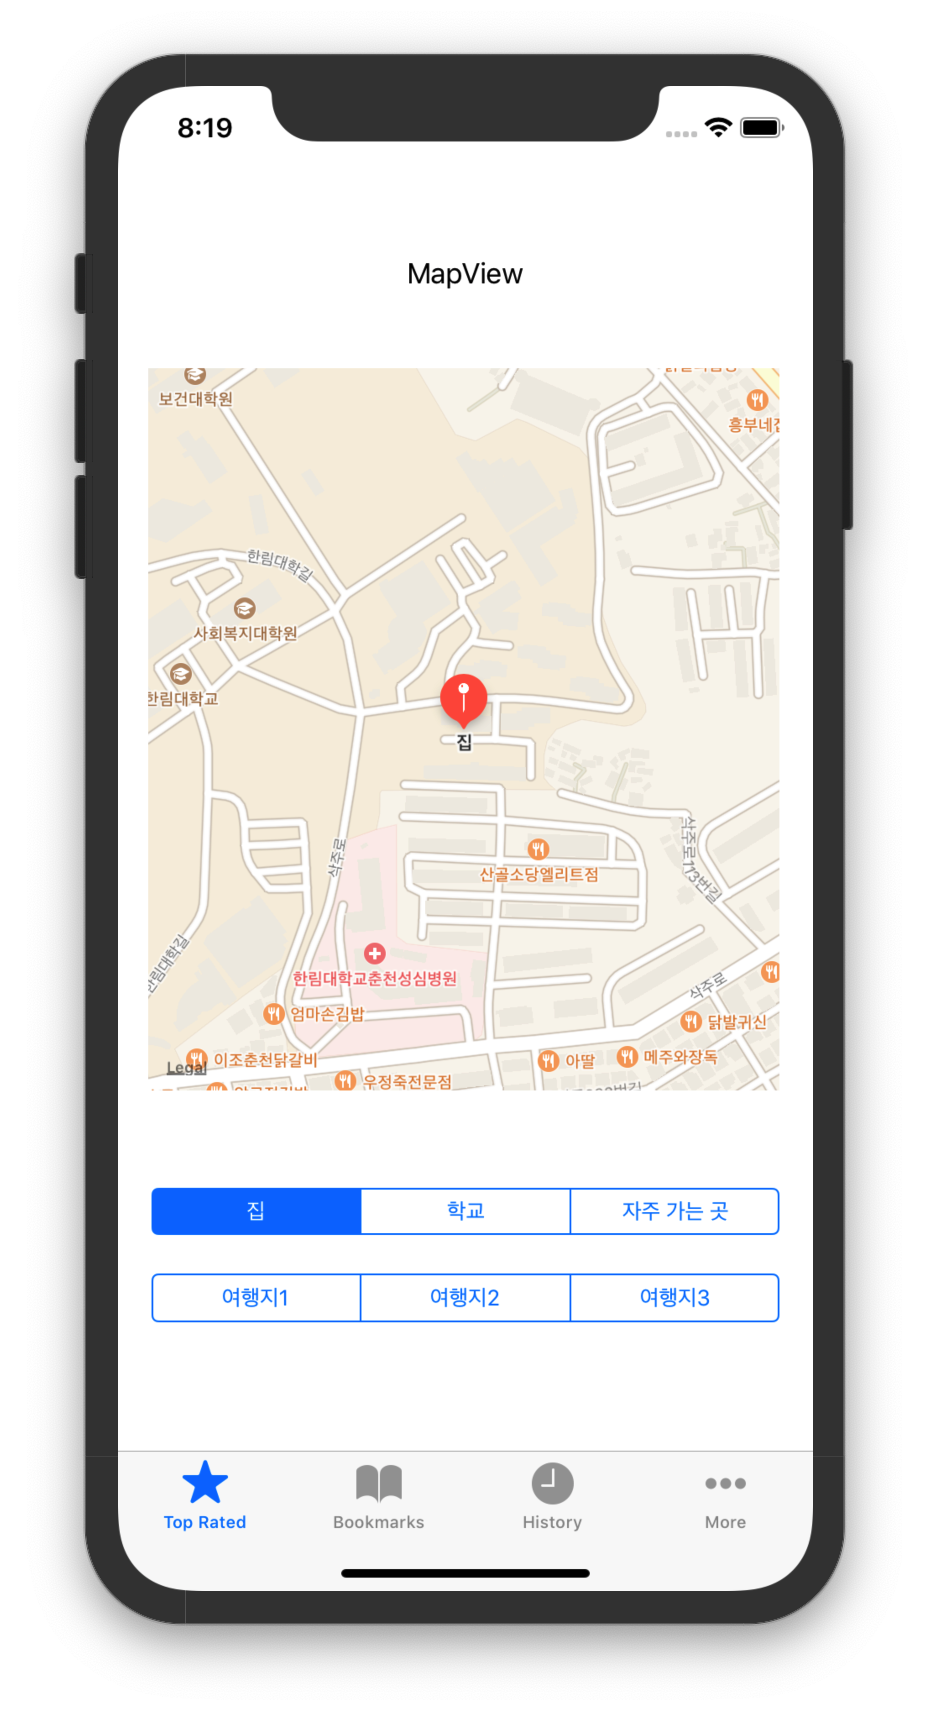 8:19
MapView
보건대학원
흥부네집
한림대학길
사회복지대학원
한림대학교
집
삭주로
산골소당엘리트점
삭주로113번길
한림대학교춘천성심병원
한림대학길
삭주로
엄마손김밥
닭발귀신
이조춘천닭갈비
아딸
메주와장독
Legal
우정죽전문점
집
학교
자주 가는 곳
여행지1
여행지2
여행지3
Top Rated
Bookmarks
History
More